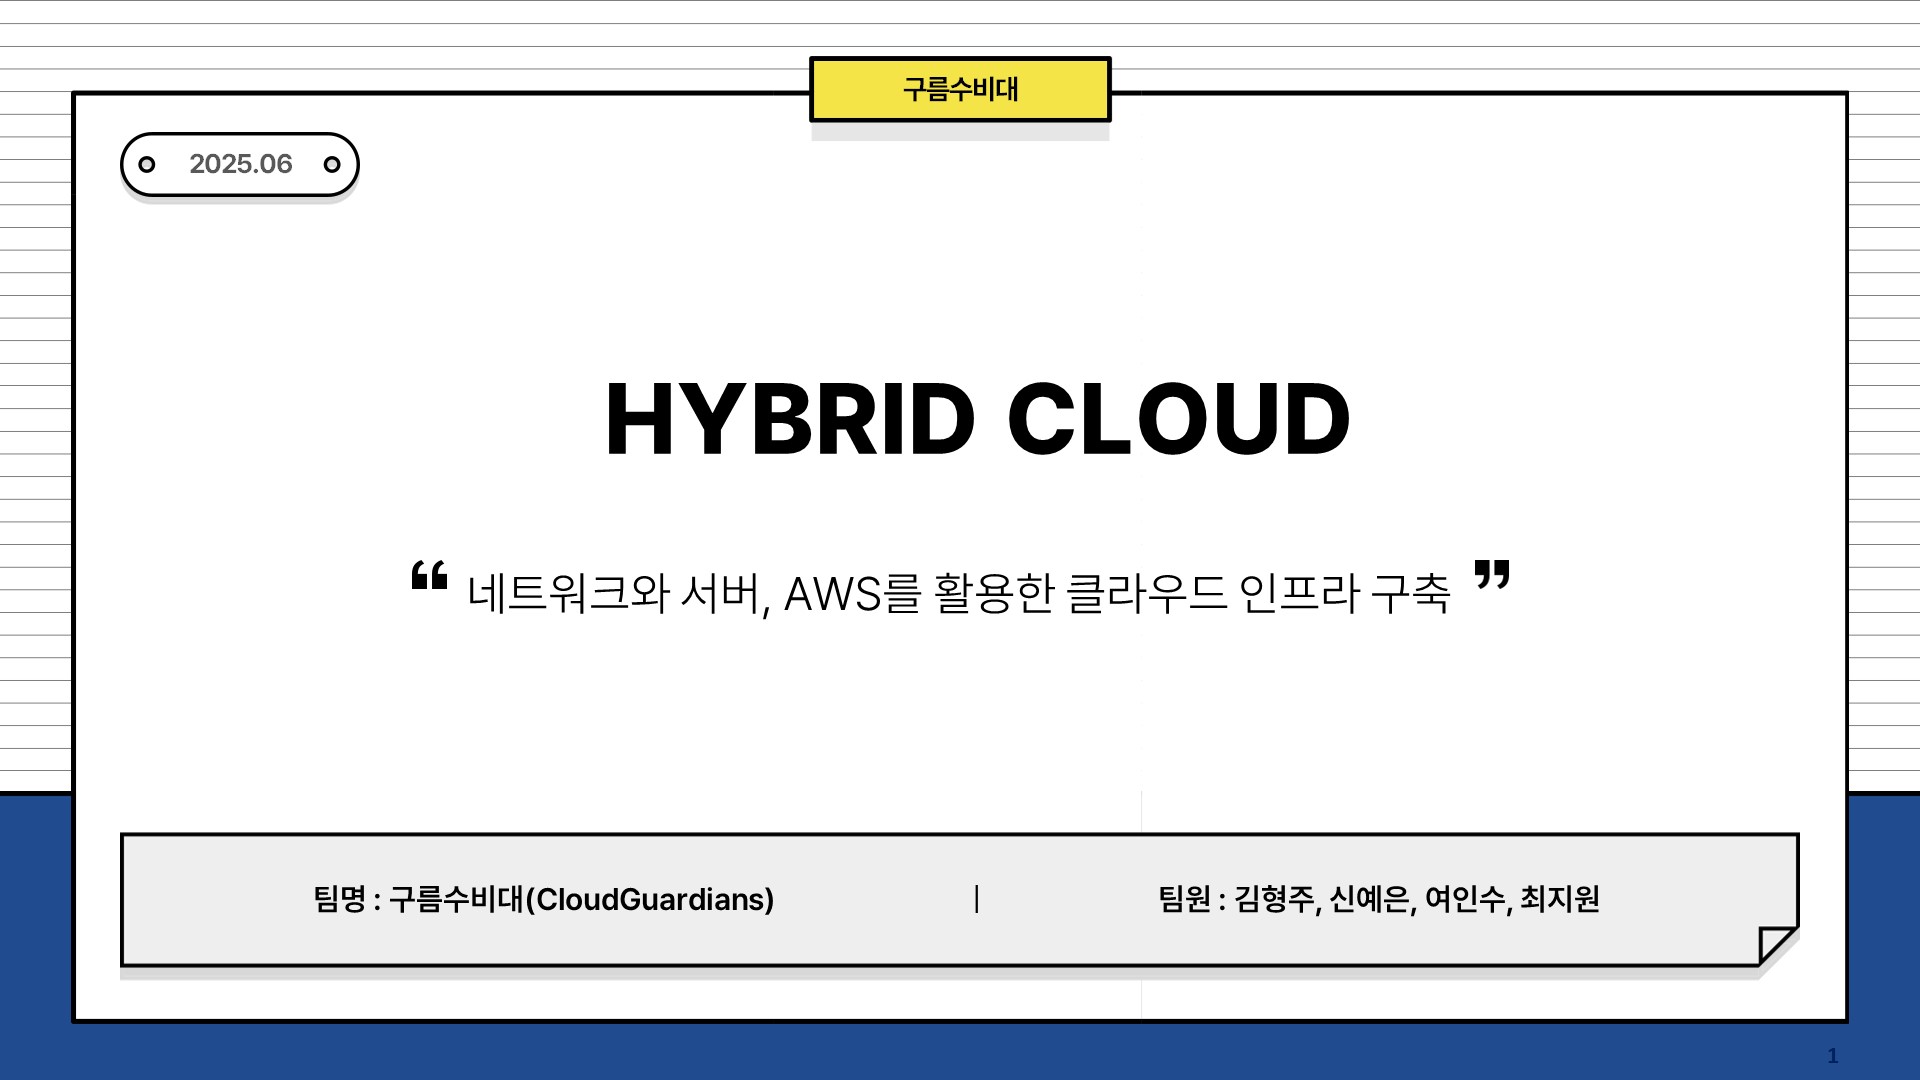 구름수비대
2025.06
HYBRID CLOUD
“ 네트워크와 서버, AWS를 활용한 클라우드 인프라 구축 ”
팀명 : 구름수비대(CloudGuardians) | 팀원 : 김형주, 신예은, 여인수, 최지원
1